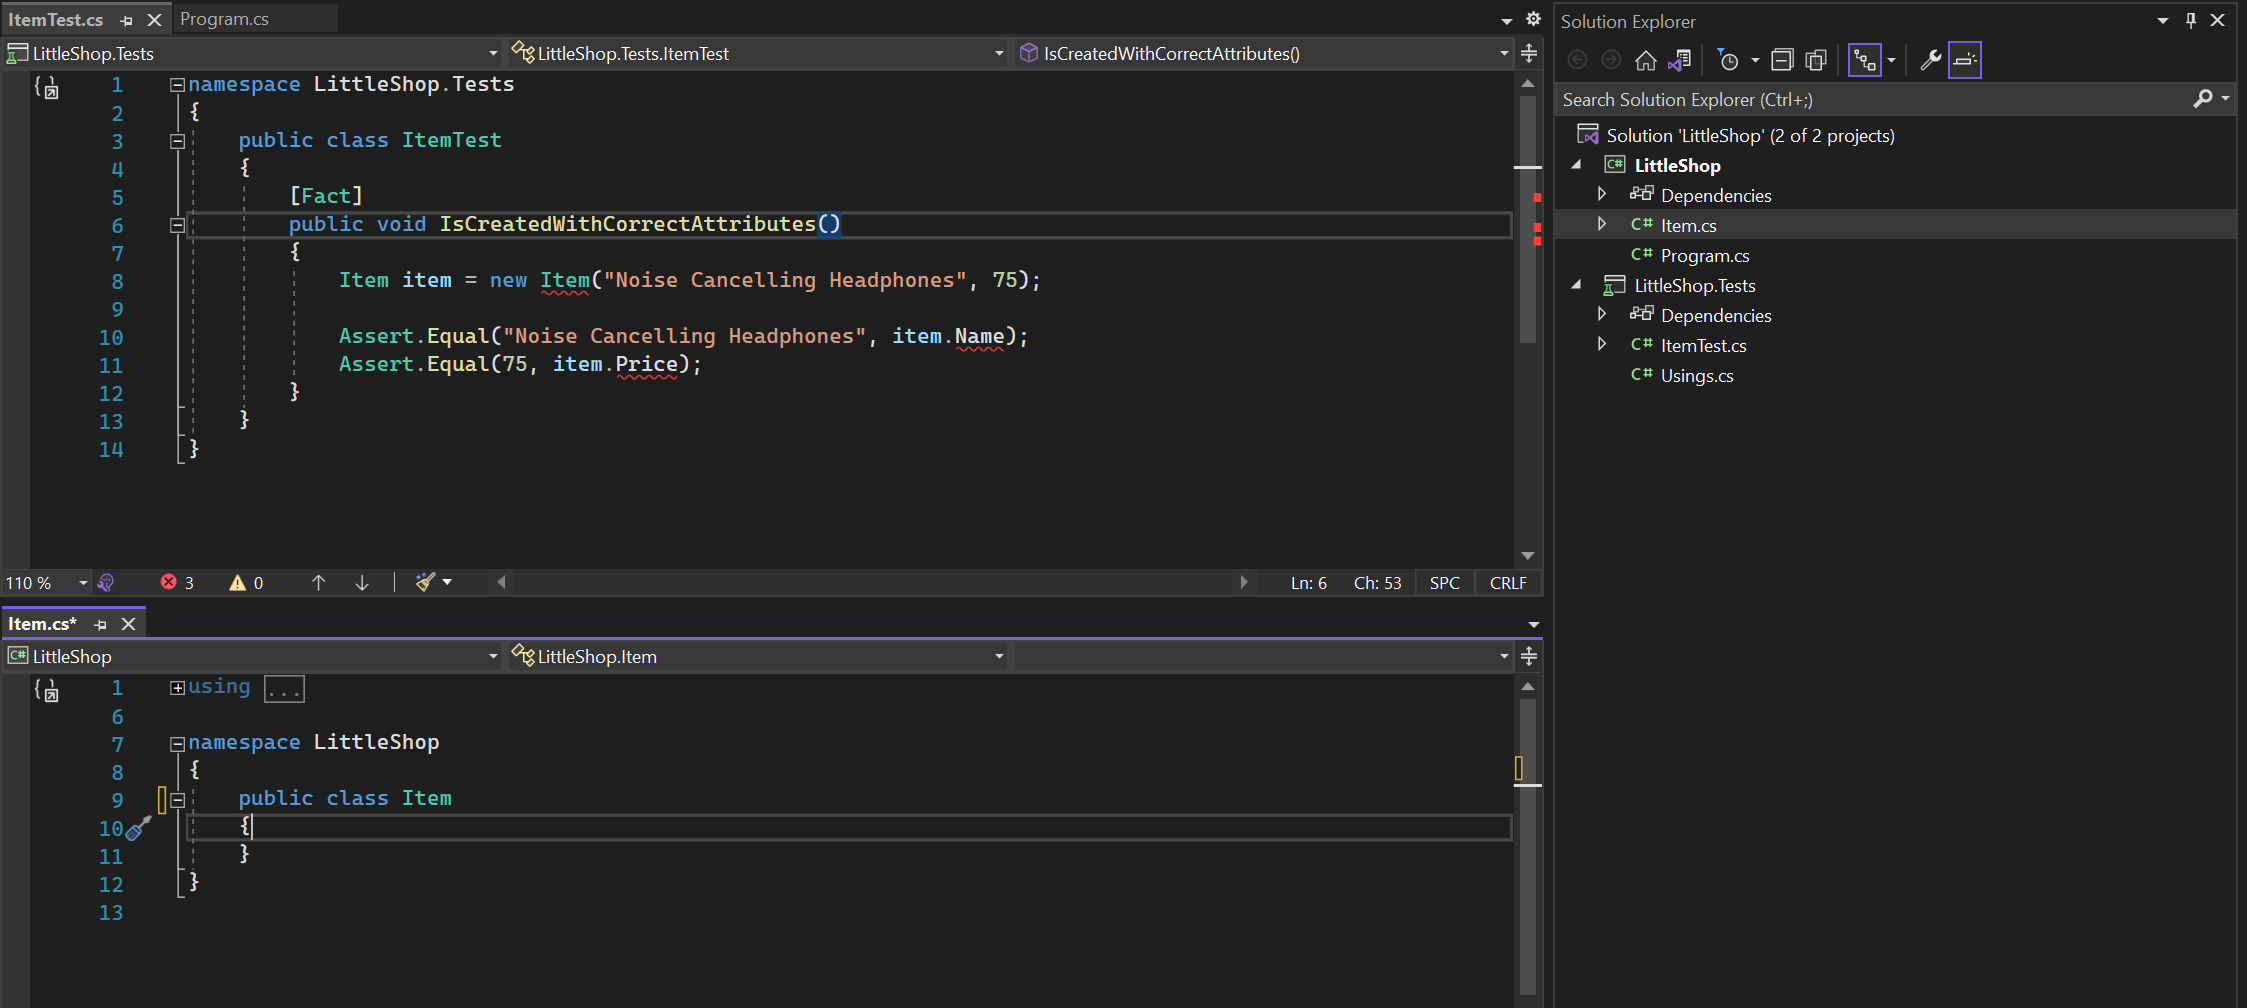 ItemTest.cs Program.cs
LittleShop.Tests LittleShop.Tests.ItemTest IsCreatedWithCorrectAttributes()
1 namespace LittleShop.Tests
2 {
3 public class ItemTest
4 {
5 [Fact]
6 public void IsCreatedWithCorrectAttributes()
7 {
8 Item item = new Item("Noise Cancelling Headphones", 75);
9
10 Assert.Equal("Noise Cancelling Headphones", item.Name);
11 Assert.Equal(75, item.Price);
12 }
13 }
14 }
110 % 3 0 Ln: 6 Ch: 53 SPC CRLF
Item.cs*
LittleShop LittleShop.Item
1 using ...
6
7 namespace LittleShop
8 {
9 public class Item
10 {
11 }
12 }
13
Solution Explorer
Search Solution Explorer (Ctrl+;)
Solution 'LittleShop' (2 of 2 projects)
C# LittleShop
Dependencies
C# Item.cs
C# Program.cs
LittleShop.Tests
Dependencies
C# ItemTest.cs
C# Usings.cs